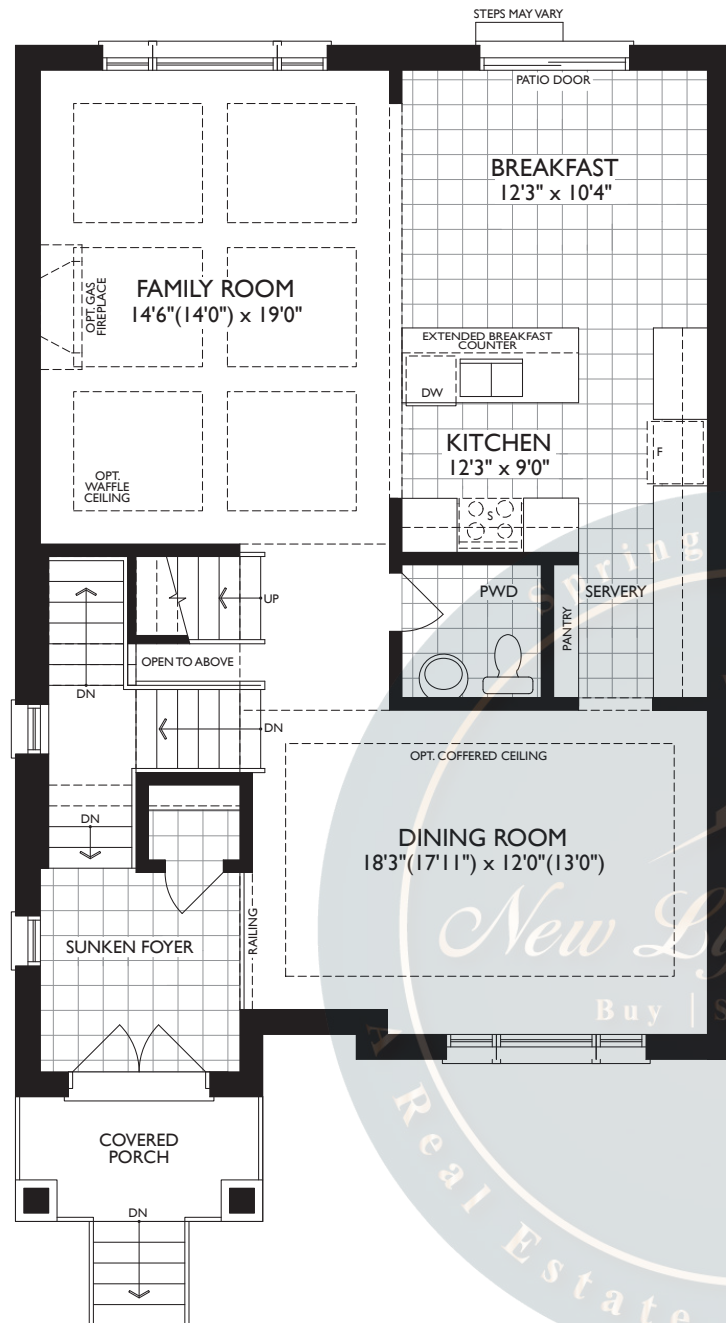 STEPS MAY VARY
PATIO DOOR
BREAKFAST
12'3" x 10'4"
FAMILY ROOM
14'6"(14'0") x 19'0"
OPT. GAS
FIREPLACE
EXTENDED BREAKFAST
COUNTER
DW
KITCHEN
12'3" x 9'0"
F
OPT.
WAFFLE
CEILING
S
Spring
UP
PWD
PANTRY
SERVERY
OPEN TO ABOVE
DN
DN
OPT. COFFERED CEILING
DN
DINING ROOM
18'3"(17'11") x 12'0"(13'0")
SUNKEN FOYER
RAILING
New
Buy |
A Real Estate
COVERED
PORCH
DN